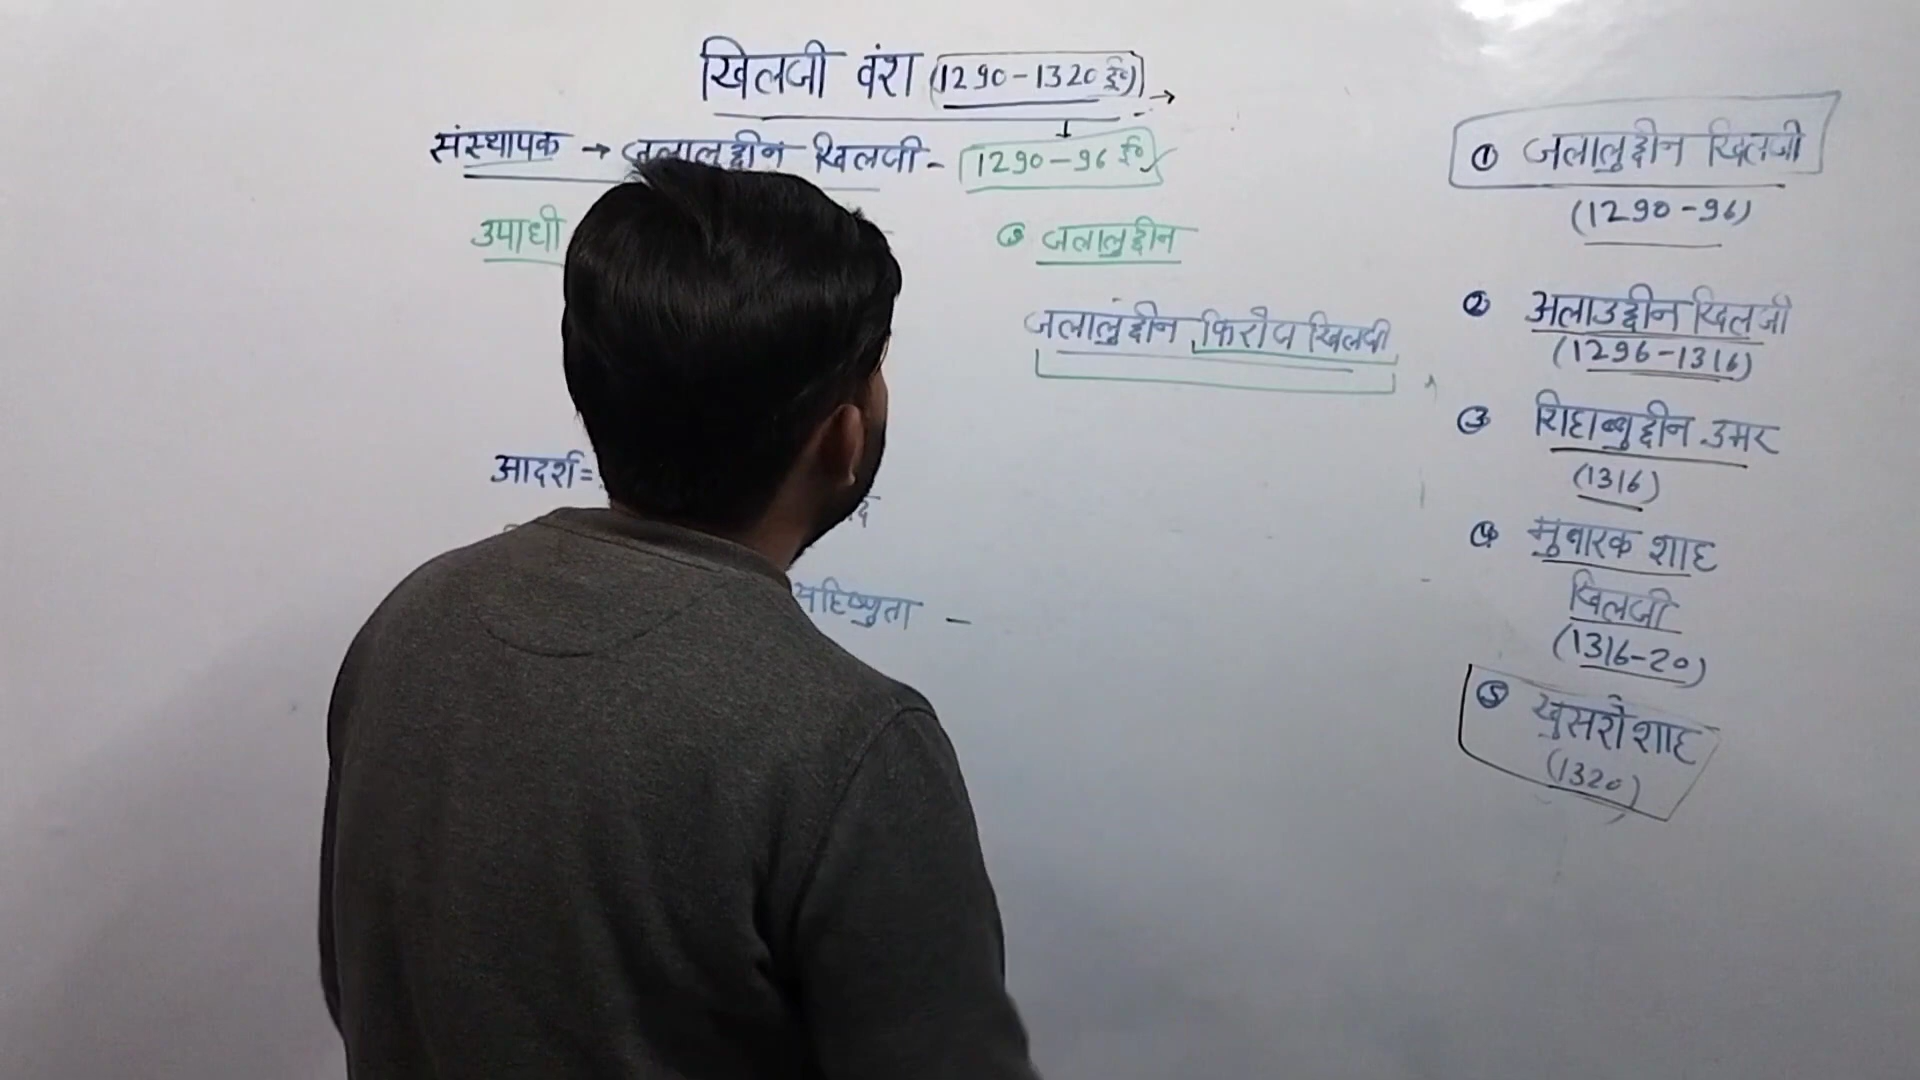 खिलजी वंश (1290-1320 ई०) →
संस्थापक → जलालुद्दीन खिलजी - 1290-96 ई०
उपाधी
③ जलालुद्दीन
जलालुद्दीन फिरोज खिलजी
आदर्श =
सहिष्णुता -
① जलालुद्दीन खिलजी
(1290-96)
② अलाउद्दीन खिलजी
(1296-1316)
③ शिहाबुद्दीन उमर
(1316)
④ मुबारक शाह
खिलजी
(1316-20)
⑤ खुसरो शाह
(1320)